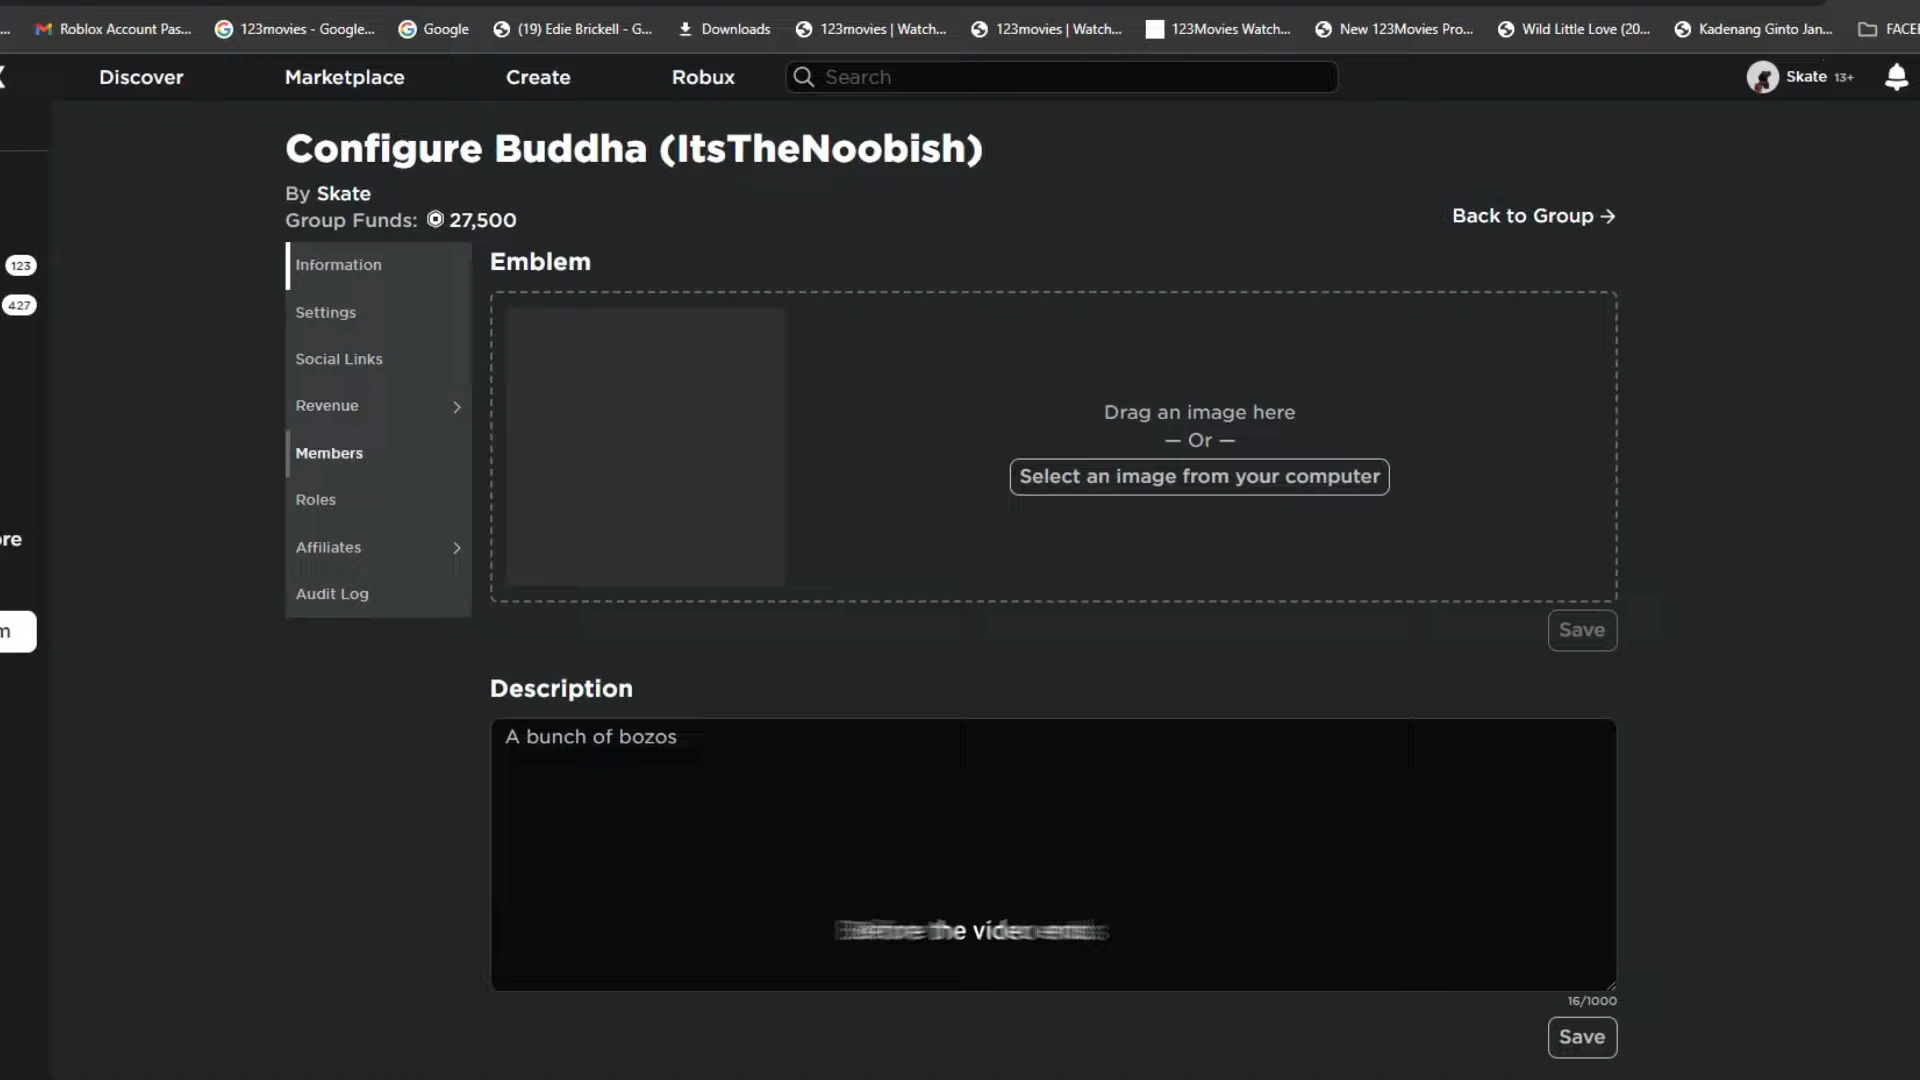 Roblox Account Pas... 123movies - Google... Google (19) Edie Brickell - G... Downloads 123movies | Watch... 123movies | Watch... 123Movies Watch... New 123Movies Pro... Wild Little Love (20... Kadenang Ginto Jan...
Discover Marketplace Create Robux Search Skate 13+
Configure Buddha (ItsTheNoobish)
By Skate
Group Funds: 27,500
Back to Group →
123
427
Information
Settings
Social Links
Revenue
Members
Roles
Affiliates
Audit Log
Emblem
Drag an image here
— Or —
Select an image from your computer
Save
Description
A bunch of bozos
the video
16/1000
Save